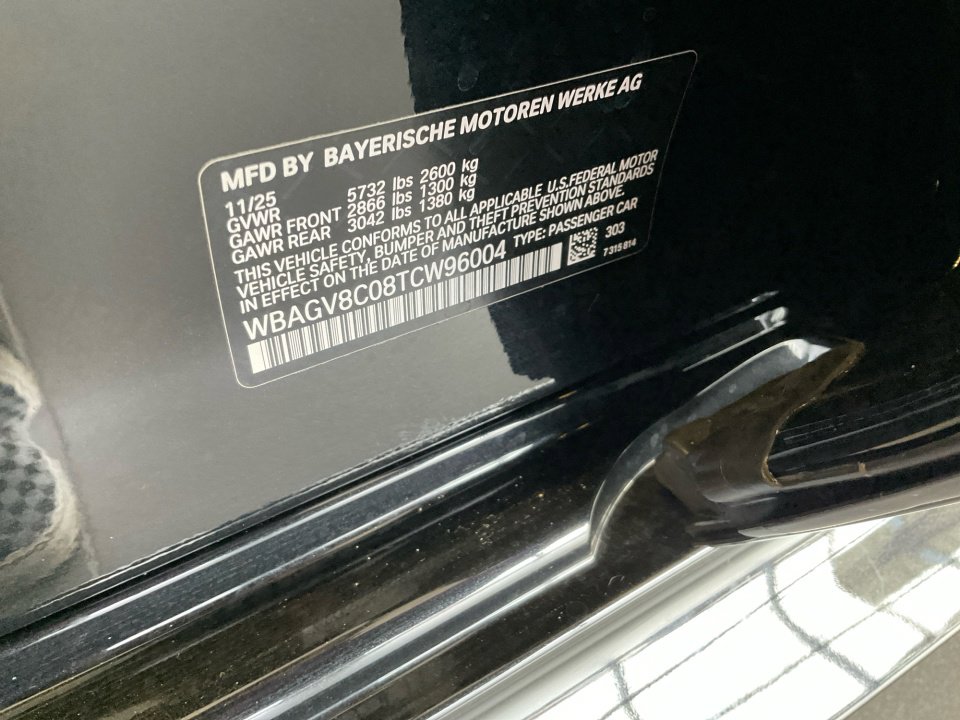 MFD BY BAYERISCHE MOTOREN WERKE AG
11/25
GVWR 5732 lbs 2600 kg
GAWR FRONT 2866 lbs 1300 kg
GAWR REAR 3042 lbs 1380 kg
THIS VEHICLE CONFORMS TO ALL APPLICABLE U.S.FEDERAL MOTOR
VEHICLE SAFETY, BUMPER AND THEFT PREVENTION STANDARDS
IN EFFECT ON THE DATE OF MANUFACTURE SHOWN ABOVE.
WBAGV8C08TCW96004 TYPE: PASSENGER CAR
303
7 315 814